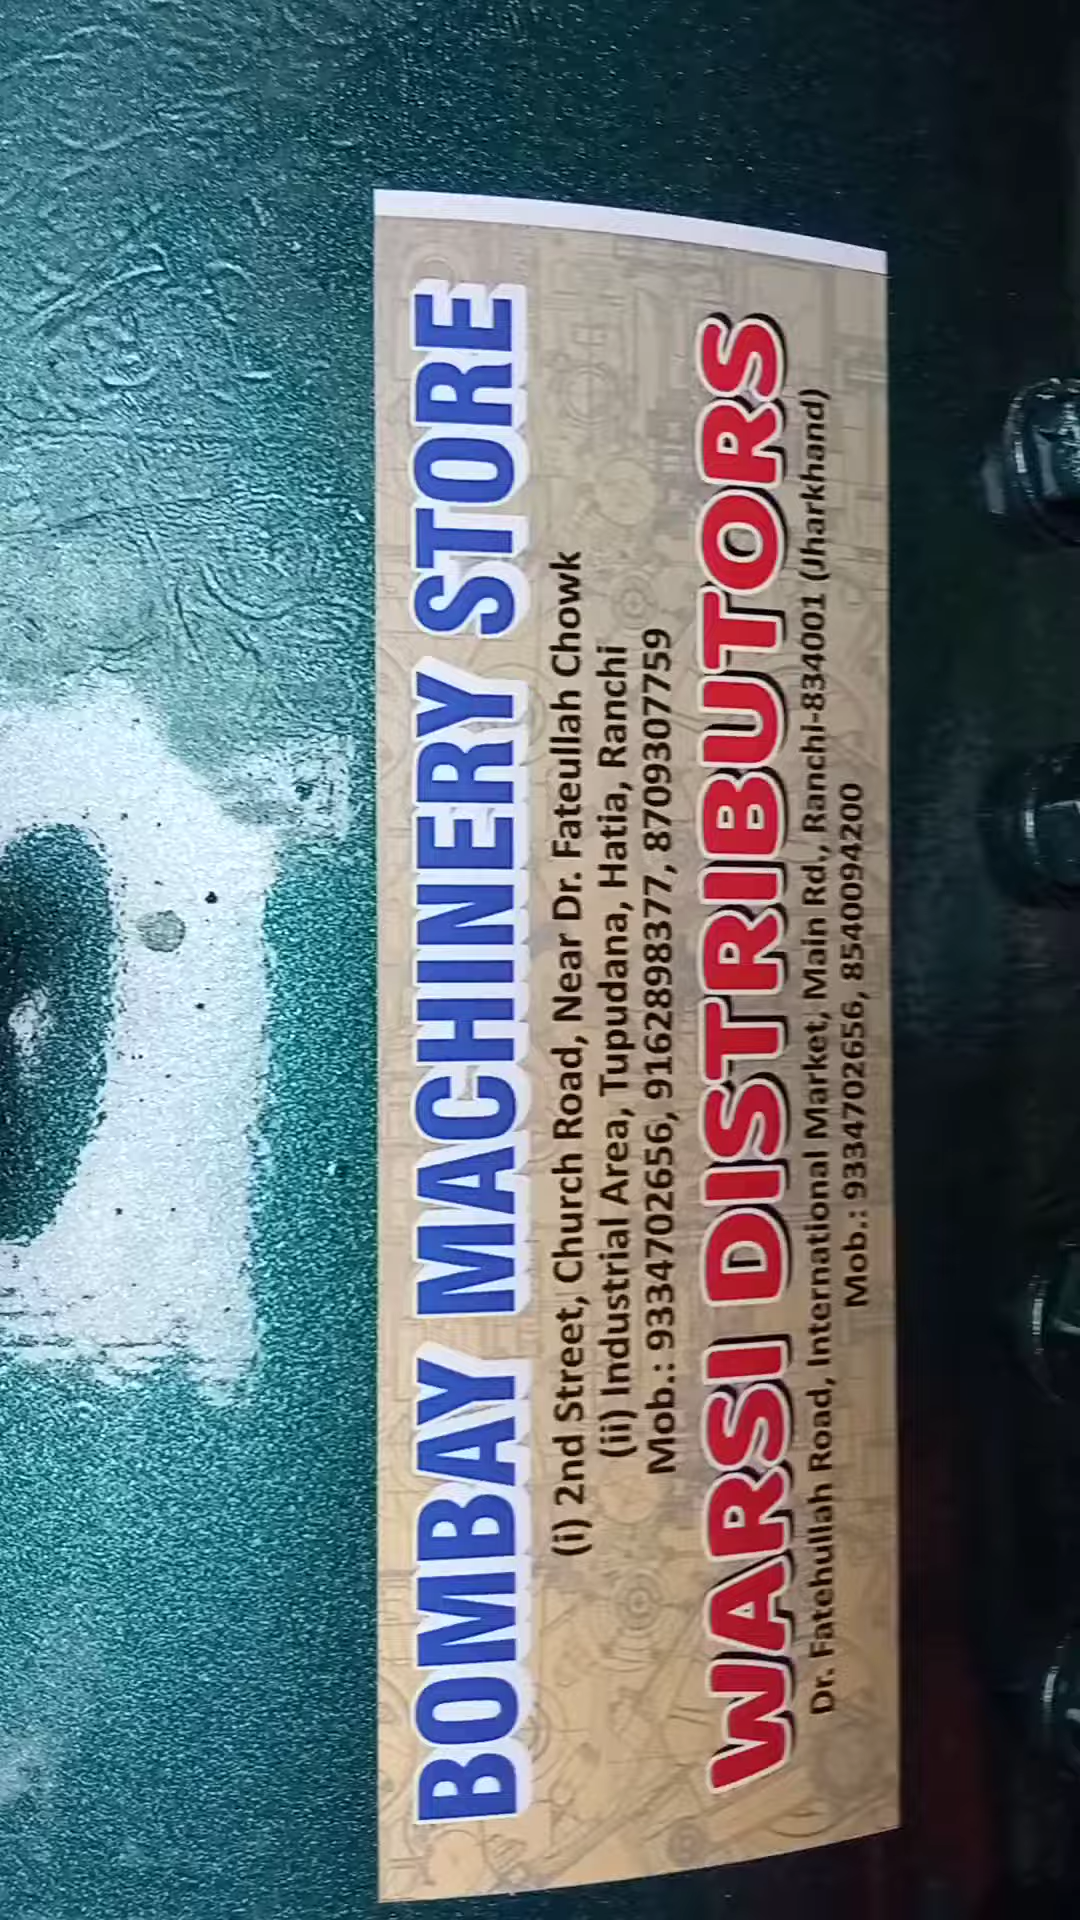 BOMBAY MACHINERY STORE
(i) 2nd Street, Church Road, Near Dr. Fateullah Chowk
(ii) Industrial Area, Tupudana, Hatia, Ranchi
Mob.: 9334702656, 9162898377, 8709307759
WARSI DISTRIBUTORS
Dr. Fatehullah Road, International Market, Main Rd., Ranchi-834001 (Jharkhand)
Mob.: 9334702656, 8540094200